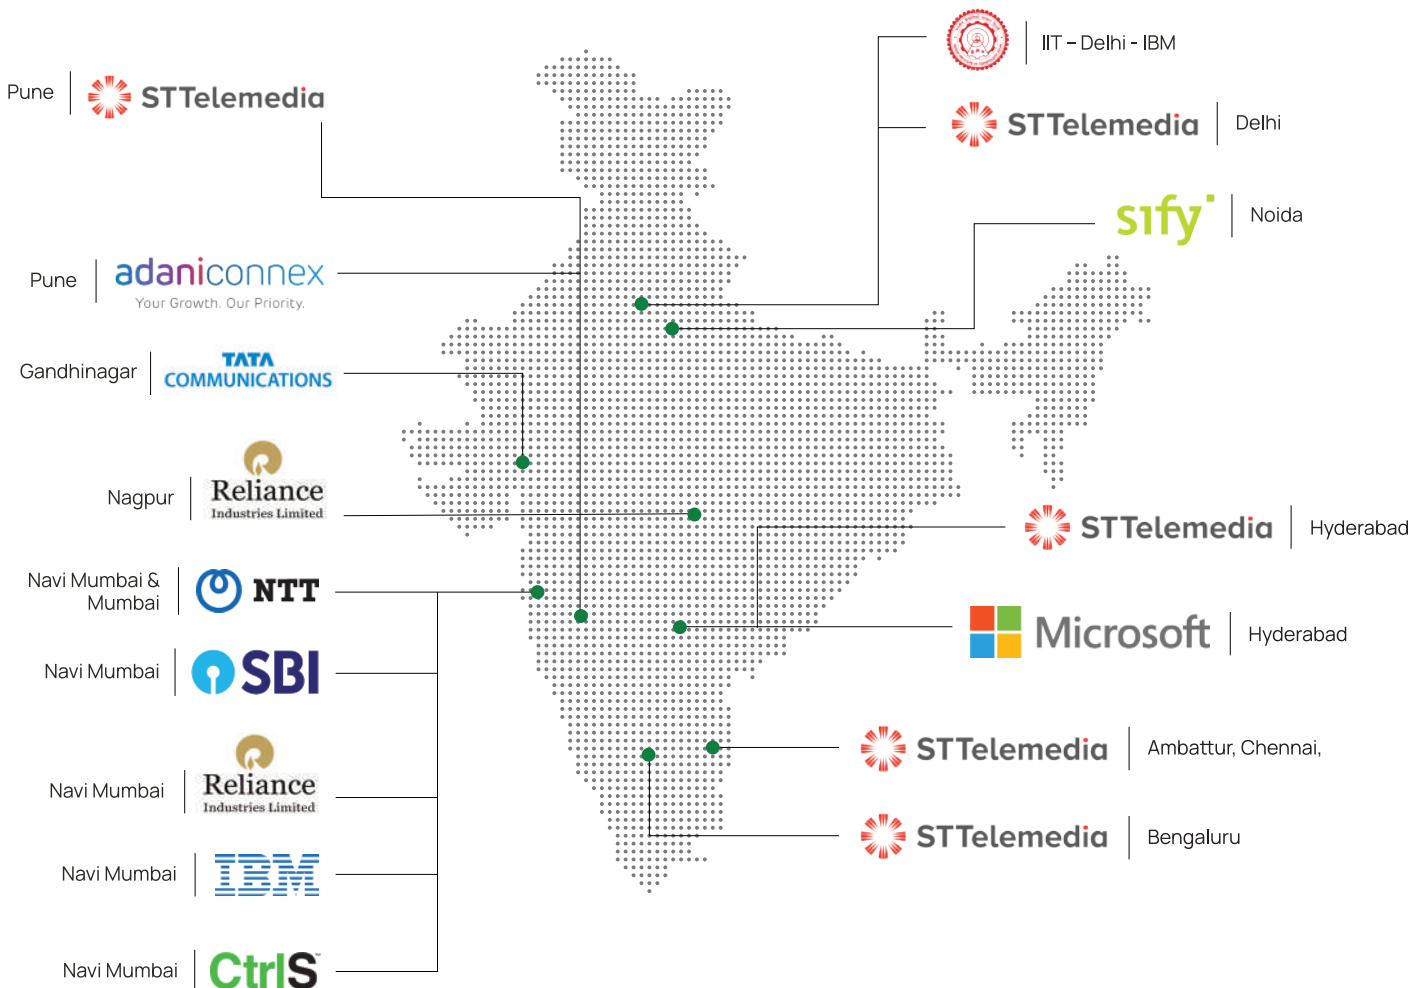 Pune
STTelemedia
Pune
adaniconnex
Your Growth. Our Priority.
Gandhinagar
TATA
COMMUNICATIONS
Nagpur
Reliance
Industries Limited
Navi Mumbai &
Mumbai
NTT
Navi Mumbai
SBI
Navi Mumbai
Reliance
Industries Limited
Navi Mumbai
IBM
Navi Mumbai
CtrlS™
IIT – Delhi - IBM
STTelemedia
Delhi
sify
Noida
STTelemedia
Hyderabad
Microsoft
Hyderabad
STTelemedia
Ambattur, Chennai,
STTelemedia
Bengaluru